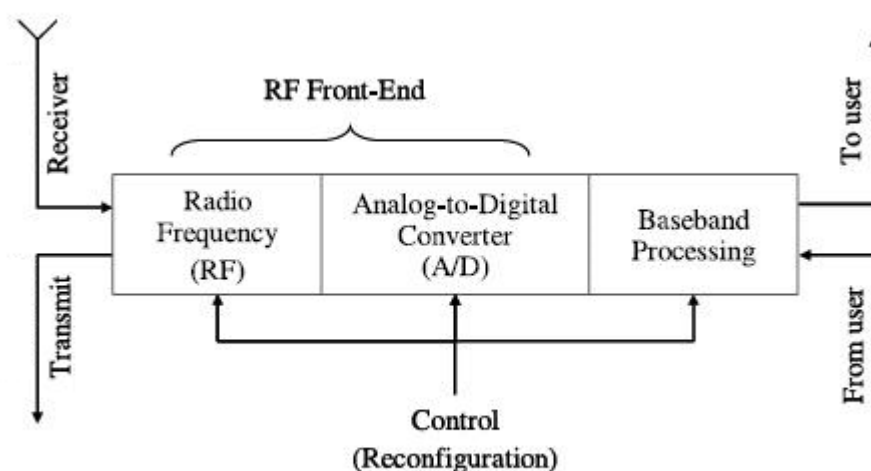 RF Front-End
Receiver
To user
Radio
Frequency
(RF)
Analog-to-Digital
Converter
(A/D)
Baseband
Processing
Transmit
From user
Control
(Reconfiguration)